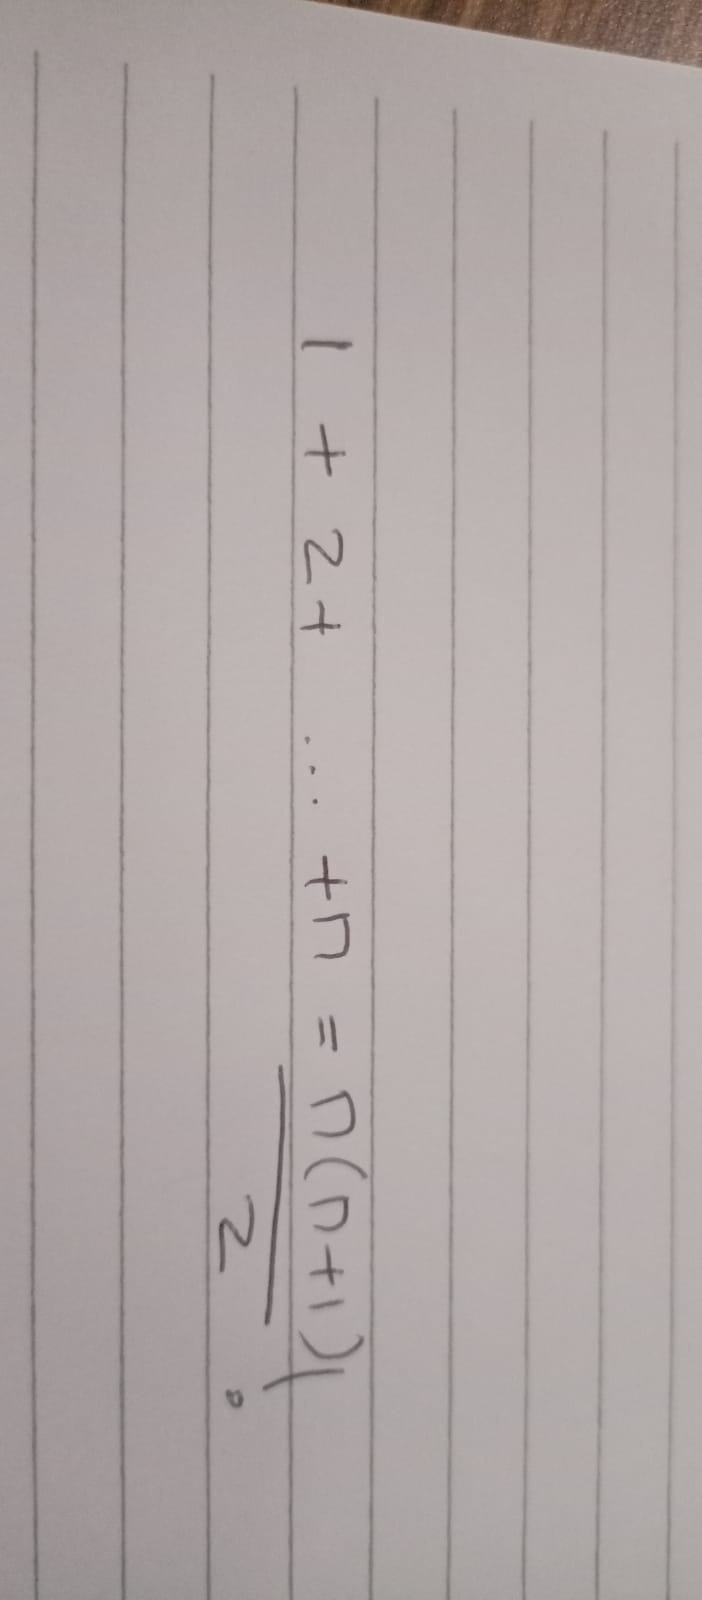 1 + 2 + ... + n = n(n+1)/2 !